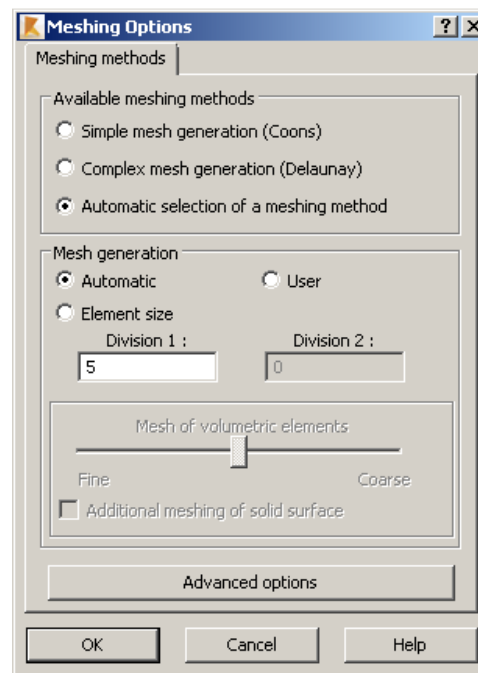 Meshing Options
Meshing methods
Available meshing methods
Simple mesh generation (Coons)
Complex mesh generation (Delaunay)
Automatic selection of a meshing method
Mesh generation
Automatic
User
Element size
Division 1 :
Division 2 :
5
0
Mesh of volumetric elements
Fine
Coarse
Additional meshing of solid surface
Advanced options
OK
Cancel
Help